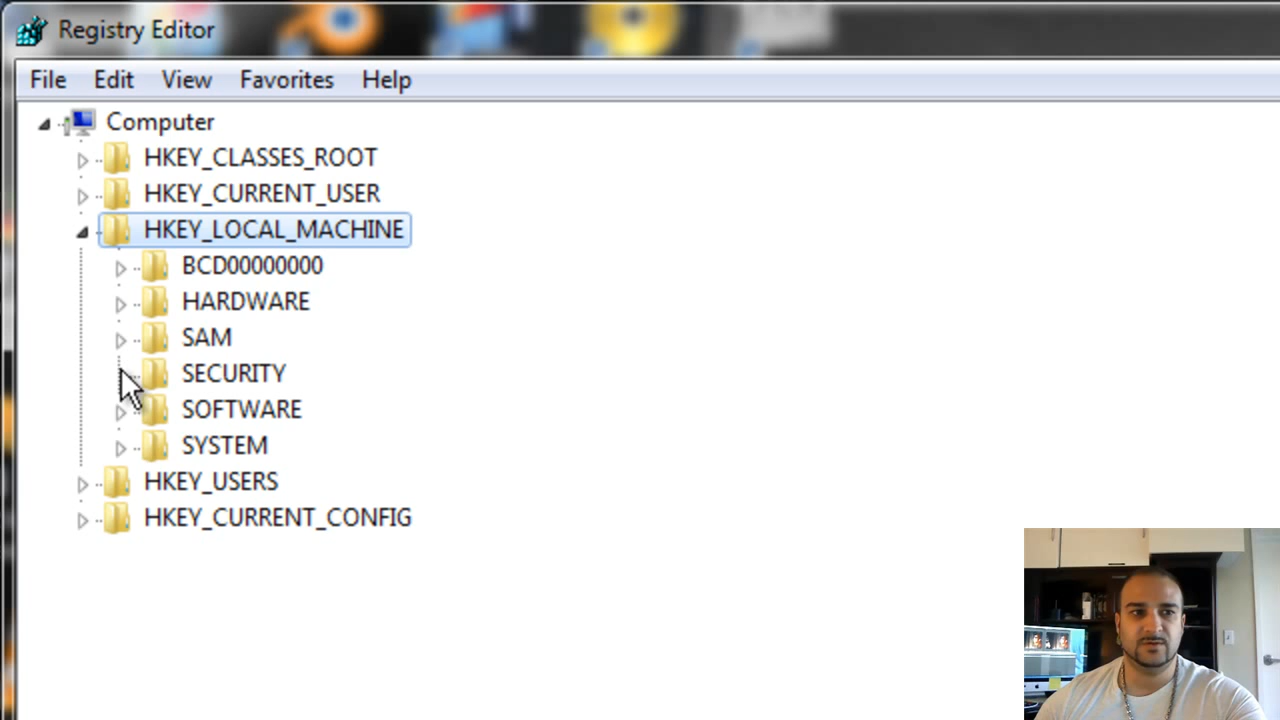 Registry Editor
File Edit View Favorites Help
Computer
HKEY_CLASSES_ROOT
HKEY_CURRENT_USER
HKEY_LOCAL_MACHINE
BCD00000000
HARDWARE
SAM
SECURITY
SOFTWARE
SYSTEM
HKEY_USERS
HKEY_CURRENT_CONFIG